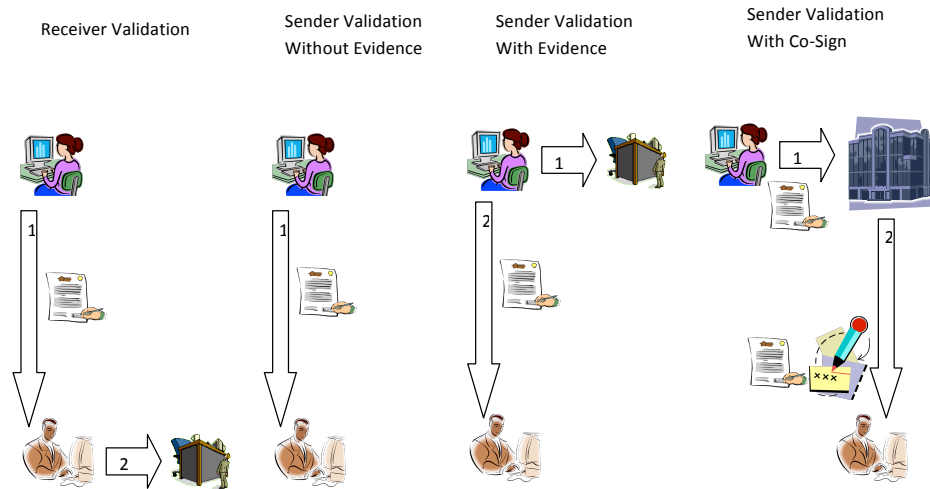 Receiver Validation
Sender Validation
Without Evidence
Sender Validation
With Evidence
Sender Validation
With Co-Sign
1
1
1
2
1
2
2
×××
2